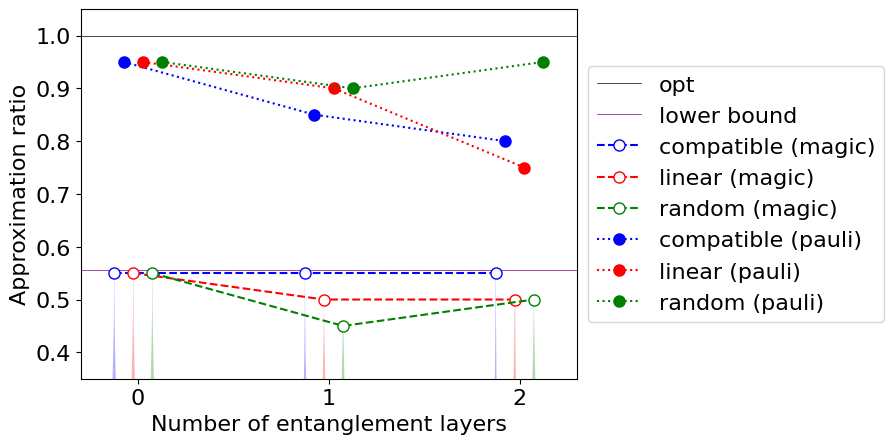 1.0
0.9
0.8
0.7
0.6
0.5
0.4
Approximation ratio
0
1
2
Number of entanglement layers
opt
lower bound
compatible (magic)
linear (magic)
random (magic)
compatible (pauli)
linear (pauli)
random (pauli)